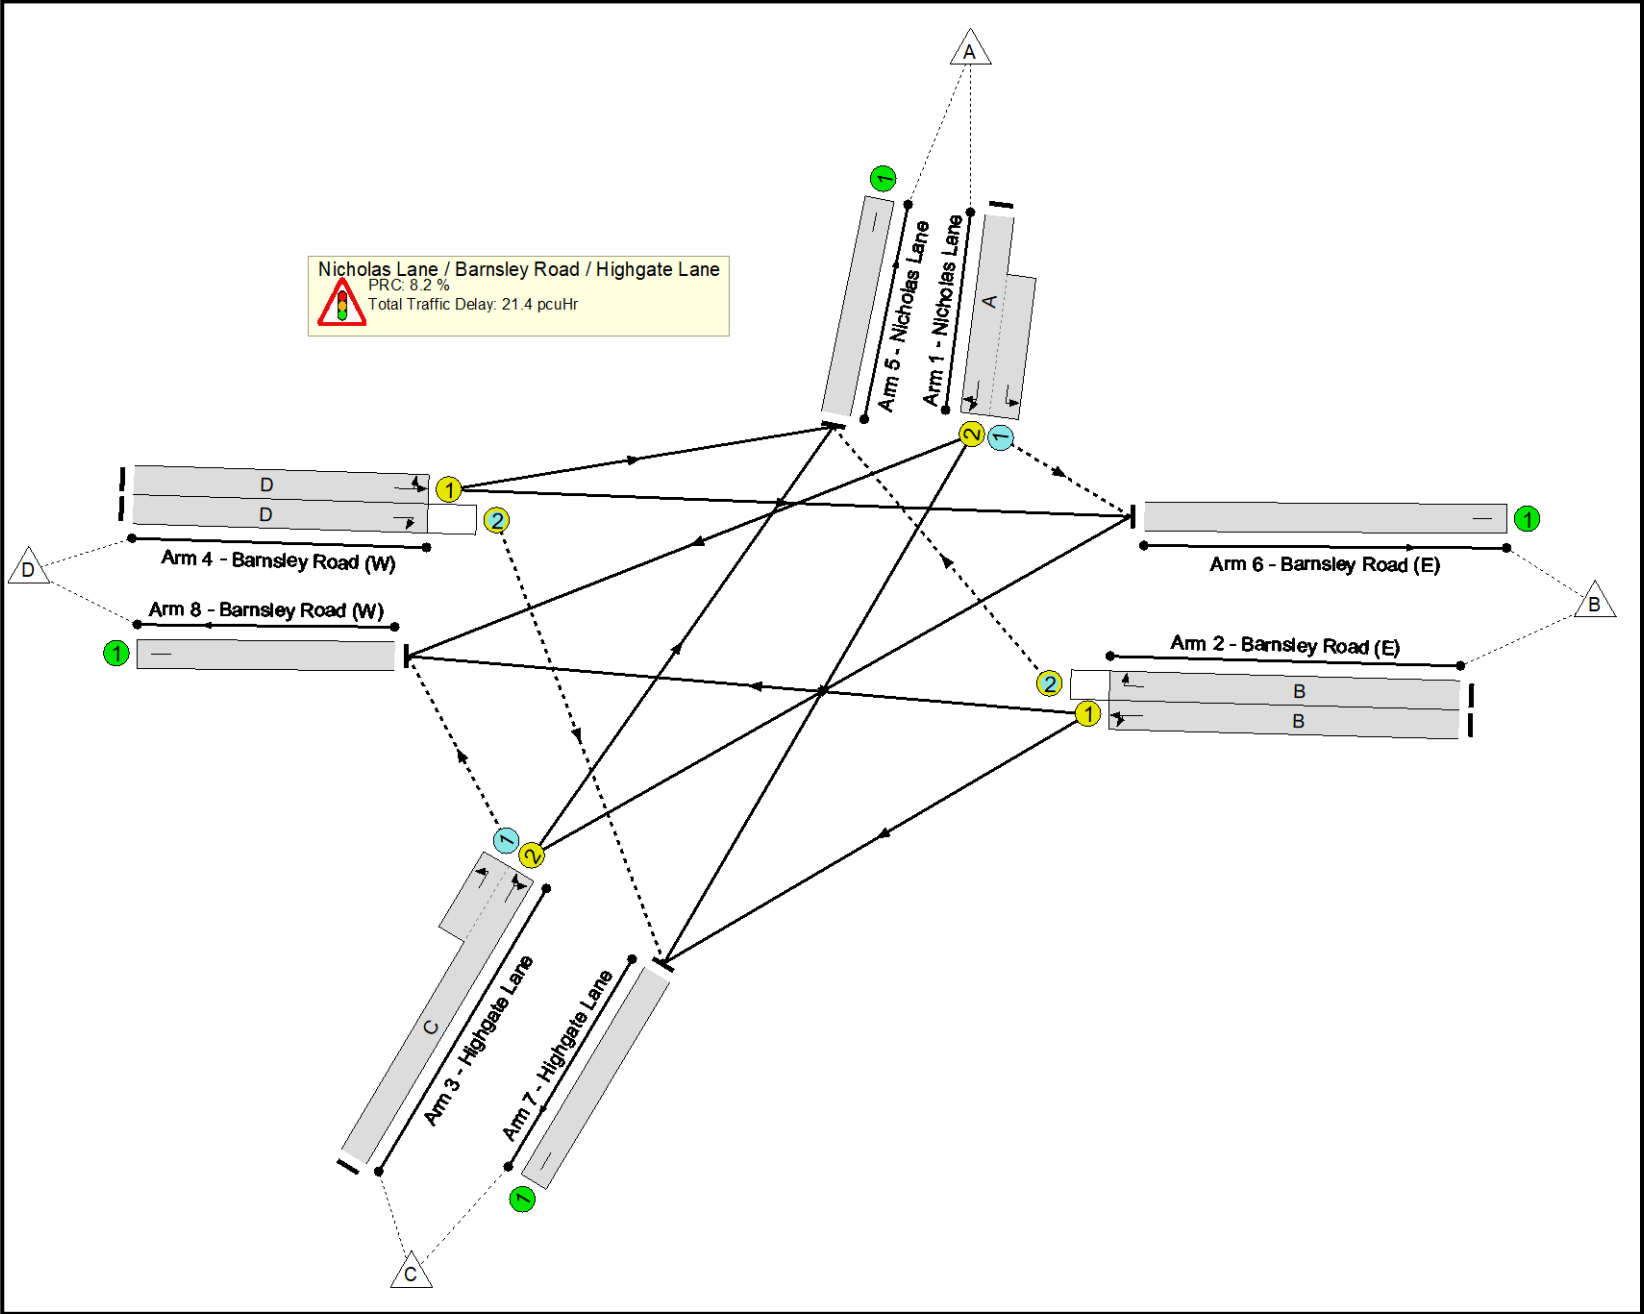 A
1
1
Arm 5 - Nicholas Lane
Arm 1 - Nicholas Lane
A
Nicholas Lane / Barnsley Road / Highgate Lane
PRC: 8.2 %
Total Traffic Delay: 21.4 pcuHr
2
1
D
1
D
2
Arm 4 - Barnsley Road (W)
D
Arm 8 - Barnsley Road (W)
1
1
Arm 6 - Barnsley Road (E)
B
Arm 2 - Barnsley Road (E)
2
B
1
B
1
2
C
Arm 3 - Highgate Lane
Arm 7 - Highgate Lane
1
C